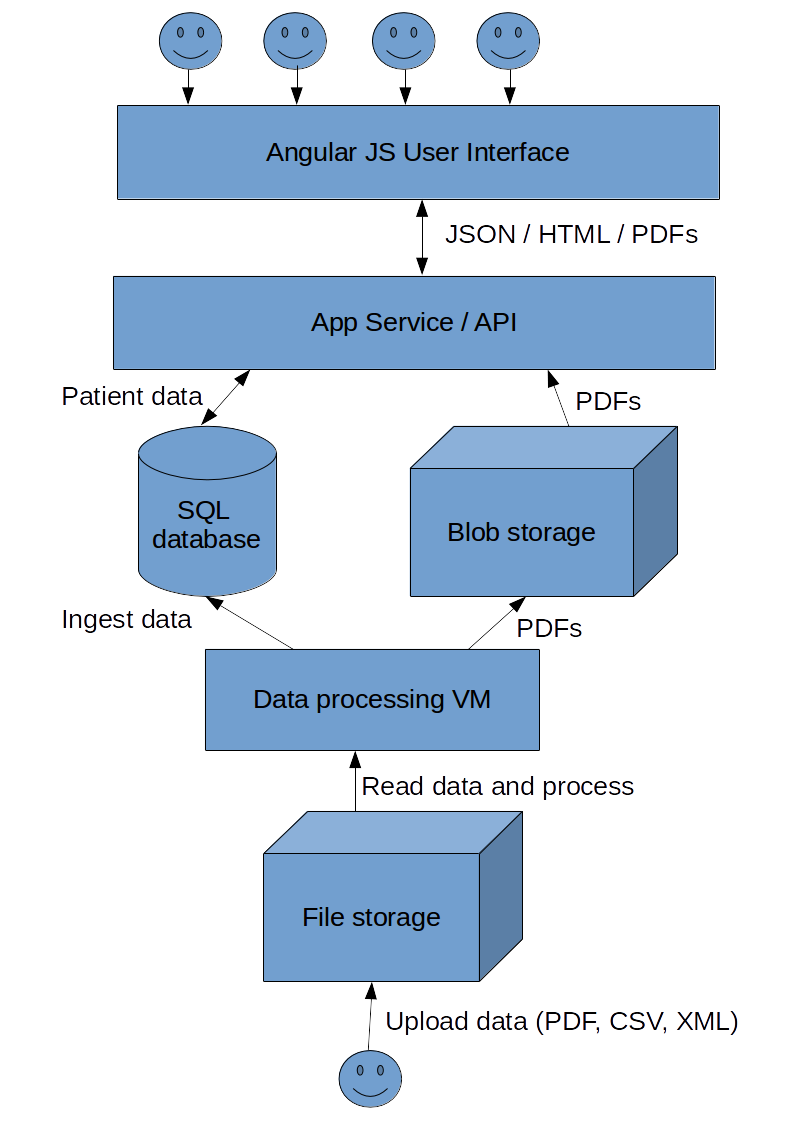 Angular JS User Interface
JSON / HTML / PDFs
App Service / API
Patient data
PDFs
SQL
database
Blob storage
Ingest data
PDFs
Data processing VM
Read data and process
File storage
Upload data (PDF, CSV, XML)